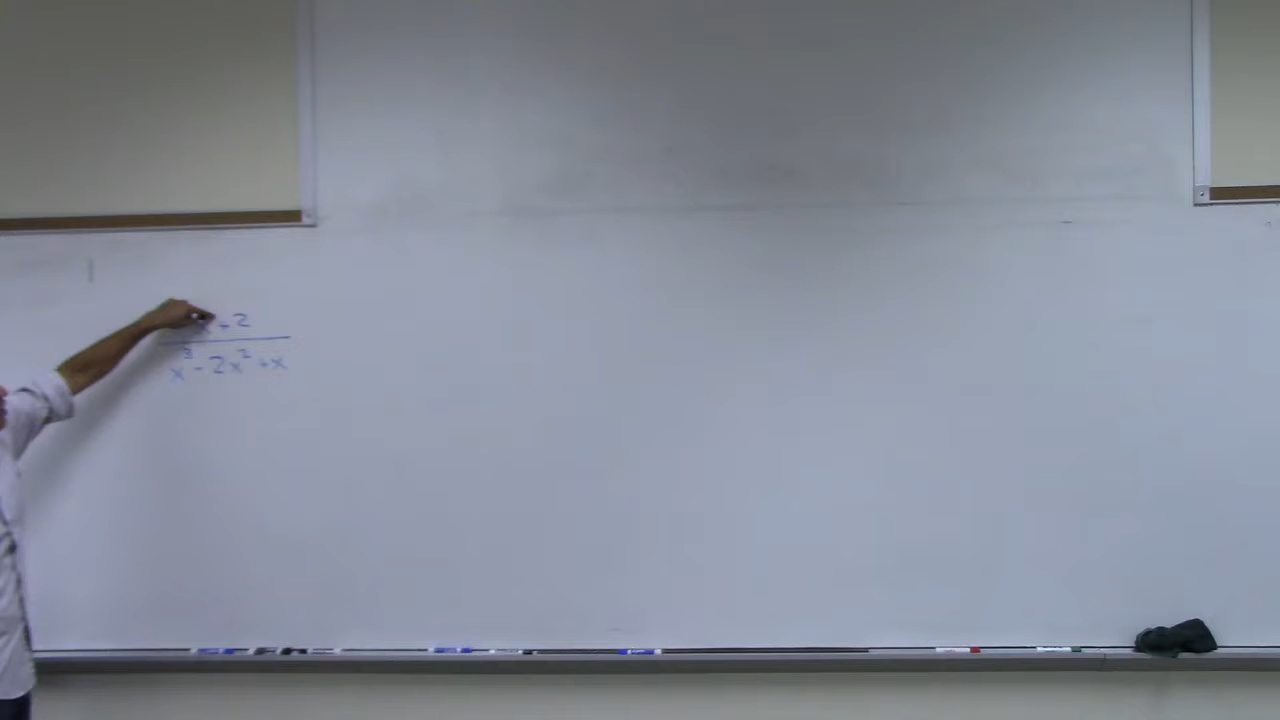 x + 2
x³ - 2x² + x